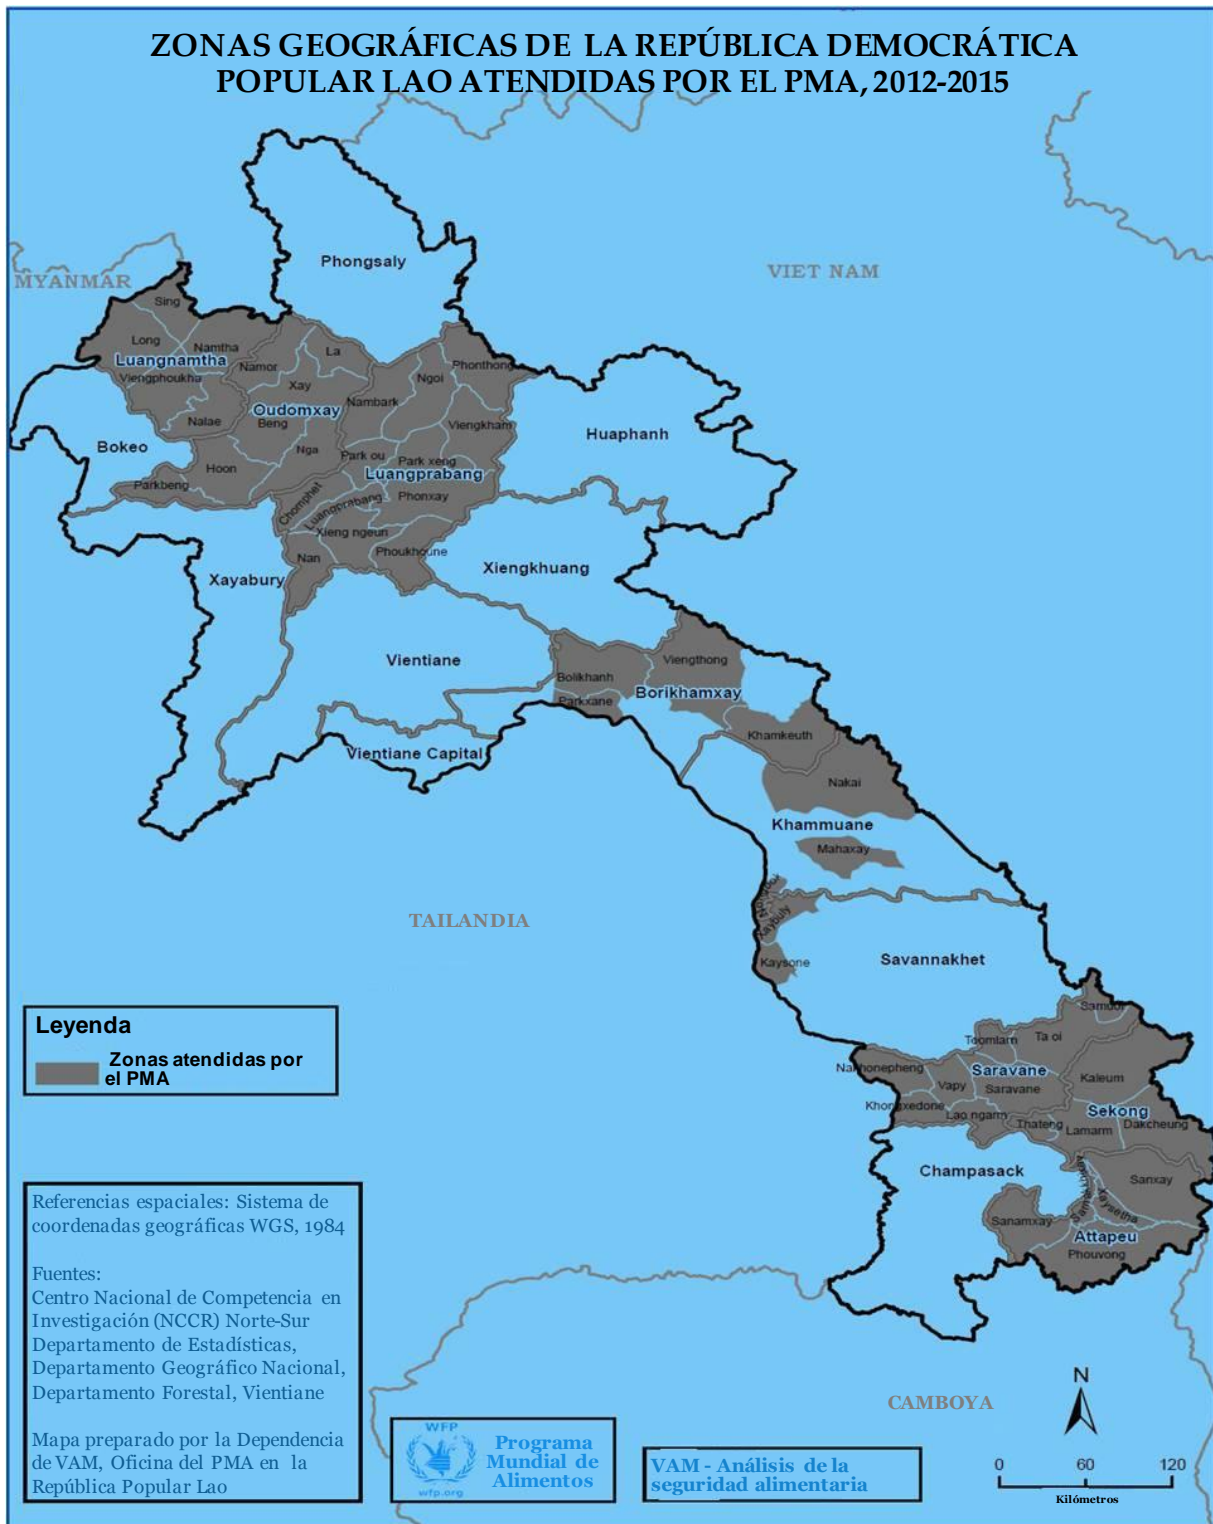 ZONAS GEOGRÁFICAS DE LA REPÚBLICA DEMOCRÁTICA
POPULAR LAO ATENDIDAS POR EL PMA, 2012-2015
Phongsaly
MYANMAR
VIET NAM
Sing
Long
Namtha
La
Luangnamtha
Namor
Phonthong
Viengphoukha
Xay
Ngoi
Nambark
Oudomxay
Nalae
Beng
Viengkham
Huaphanh
Bokeo
Nga
Park ou
Park xeng
Hoon
Luangprabang
Parkbeng
Chomphet
Luangprabang
Phonxay
Xieng ngeun
Nan
Phoukhoune
Xiengkhuang
Xayabury
Vientiane
Viengthong
Bolikhanh
Borikhamxay
Parkxane
Khamkeuth
Vientiane Capital
Nakai
Khammuane
Mahaxay
Xaybuly
TAILANDIA
Kaysone
Savannakhet
Samuoi
Toomlarn
Ta oi
Nakhonepheng
Saravane
Vapy
Saravane
Kaleum
Khongxedone
Lao ngarm
Sekong
Thateng
Lamarm
Dakcheung
Champasack
Sanxay
Xaysetha
Sanamxay
Attapeu
Phouvong
Leyenda
Zonas atendidas por
el PMA
Referencias espaciales: Sistema de
coordenadas geográficas WGS, 1984
Fuentes:
Centro Nacional de Competencia en
Investigación (NCCR) Norte-Sur
Departamento de Estadísticas,
Departamento Geográfico Nacional,
Departamento Forestal, Vientiane
Mapa preparado por la Dependencia
de VAM, Oficina del PMA en la
República Popular Lao
WFP
wfp.org
Programa
Mundial de
Alimentos
VAM - Análisis de la
seguridad alimentaria
CAMBOYA
N
0 60 120
Kilómetros